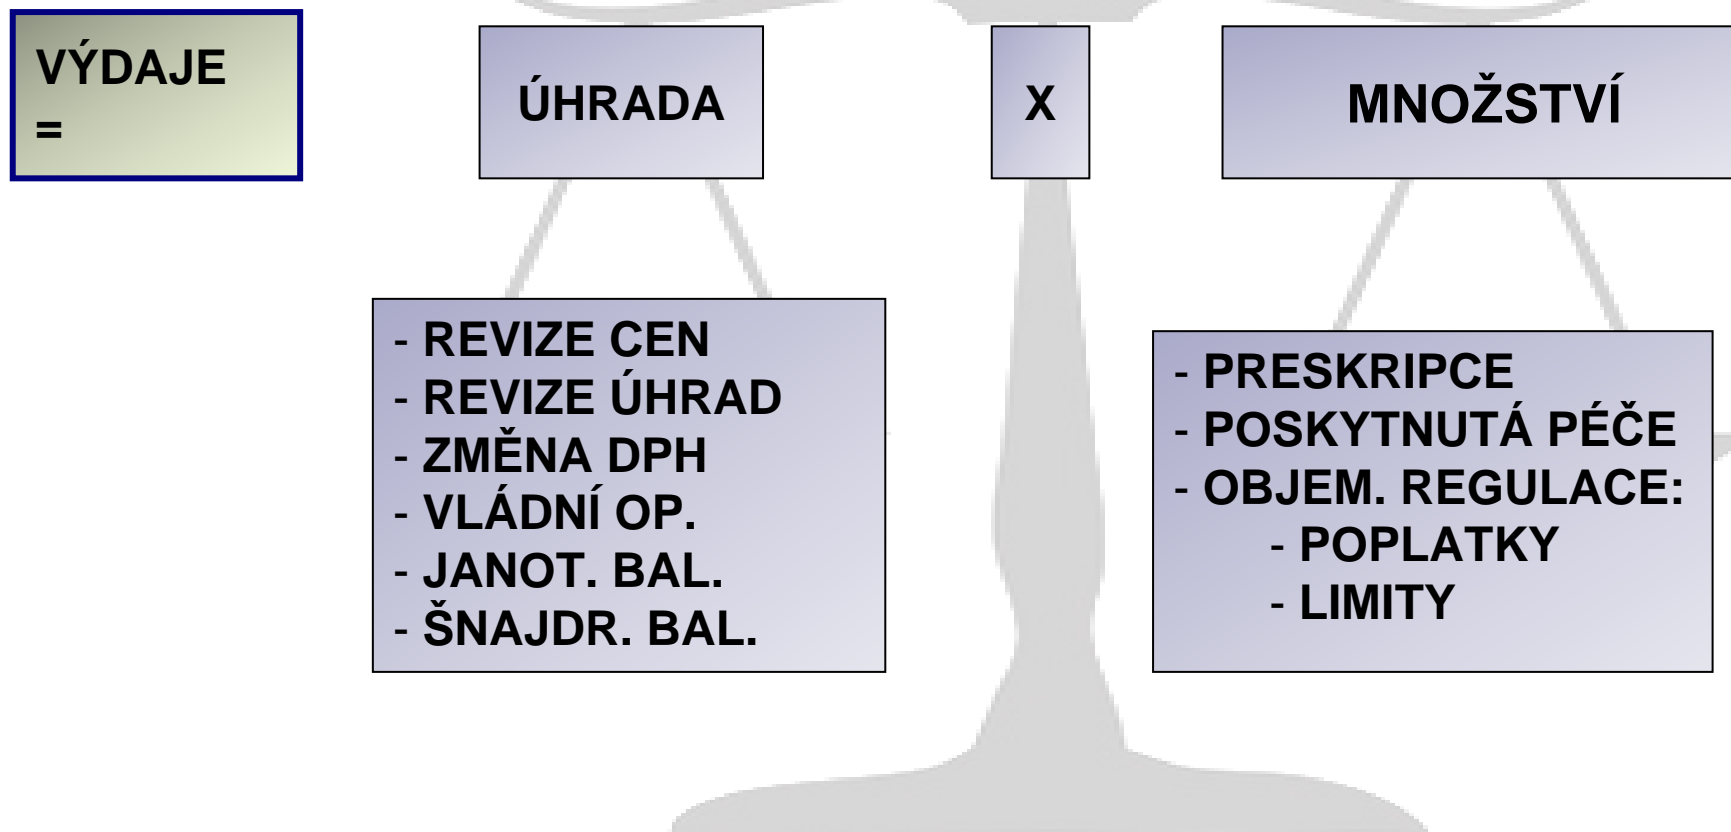 VÝDAJE
=
ÚHRADA
X
MNOŽSTVÍ
- REVIZE CEN
- REVIZE ÚHRAD
- ZMĚNA DPH
- VLÁDNÍ OP.
- JANOT. BAL.
- ŠNAJDR. BAL.
- PRESKRIPCE
- POSKYTNUTÁ PÉČE
- OBJEM. REGULACE:
- POPLATKY
- LIMITY